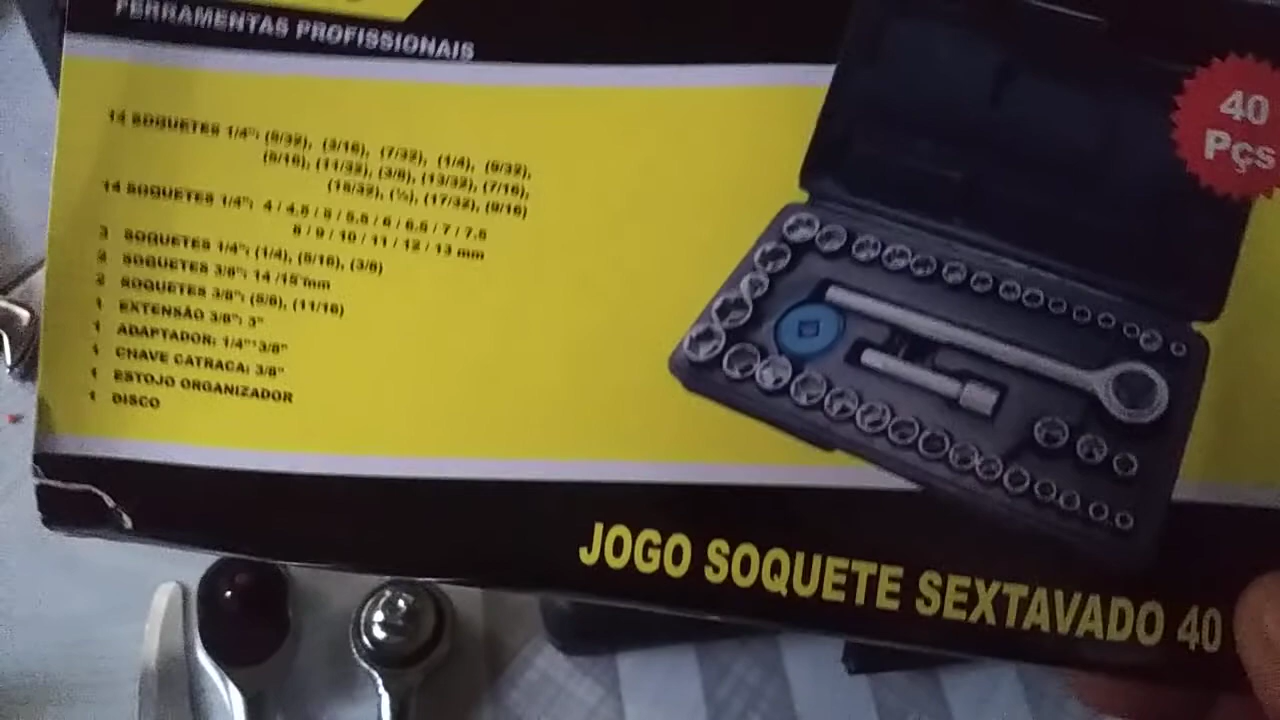 FERRAMENTAS PROFISSIONAIS
40
Pçs
14 SOQUETES 1/4": (5/32), (3/16), (7/32), (1/4), (9/32),
(5/16), (11/32), (3/8), (13/32), (7/16),
(15/32), (½), (17/32), (9/16)
14 SOQUETES 1/4": 4 / 4,5 / 5 / 5,5 / 6 / 6,5 / 7 / 7,5
8 / 9 / 10 / 11 / 12 / 13 mm
3 SOQUETES 1/4": (1/4), (5/16), (3/8)
2 SOQUETES 3/8": 14 /15 mm
2 SOQUETES 3/8": (5/8), (11/16)
1 EXTENSÃO 3/8": 3"
1 ADAPTADOR: 1/4"*3/8"
1 CHAVE CATRACA: 3/8"
1 ESTOJO ORGANIZADOR
1 DISCO
JOGO SOQUETE SEXTAVADO 40